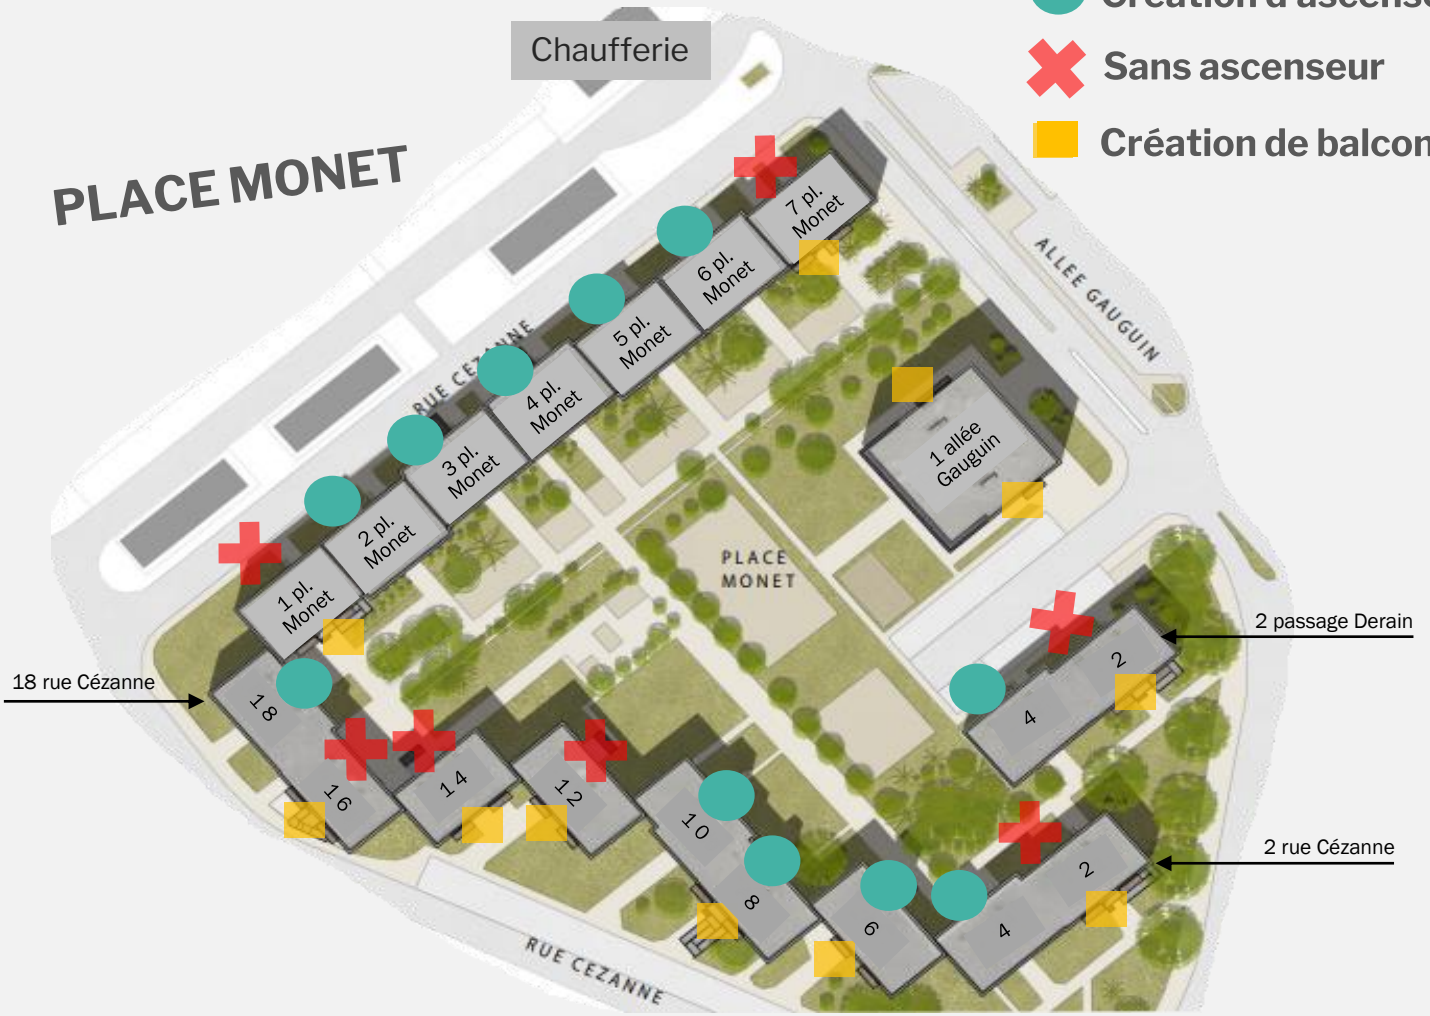 Chaufferie
Sans ascenseur
Création de balcon
PLACE MONET
7 pl.
Monet
6 pl.
Monet
5 pl.
Monet
4 pl.
Monet
3 pl.
Monet
2 pl.
Monet
1 pl.
Monet
RUE CEZANNE
ALLEE GAUGUIN
1 allée
Gauguin
PLACE
MONET
2 passage Derain
2
4
18 rue Cézanne
18
16
14
12
10
8
6
4
2
2 rue Cézanne
RUE CEZANNE